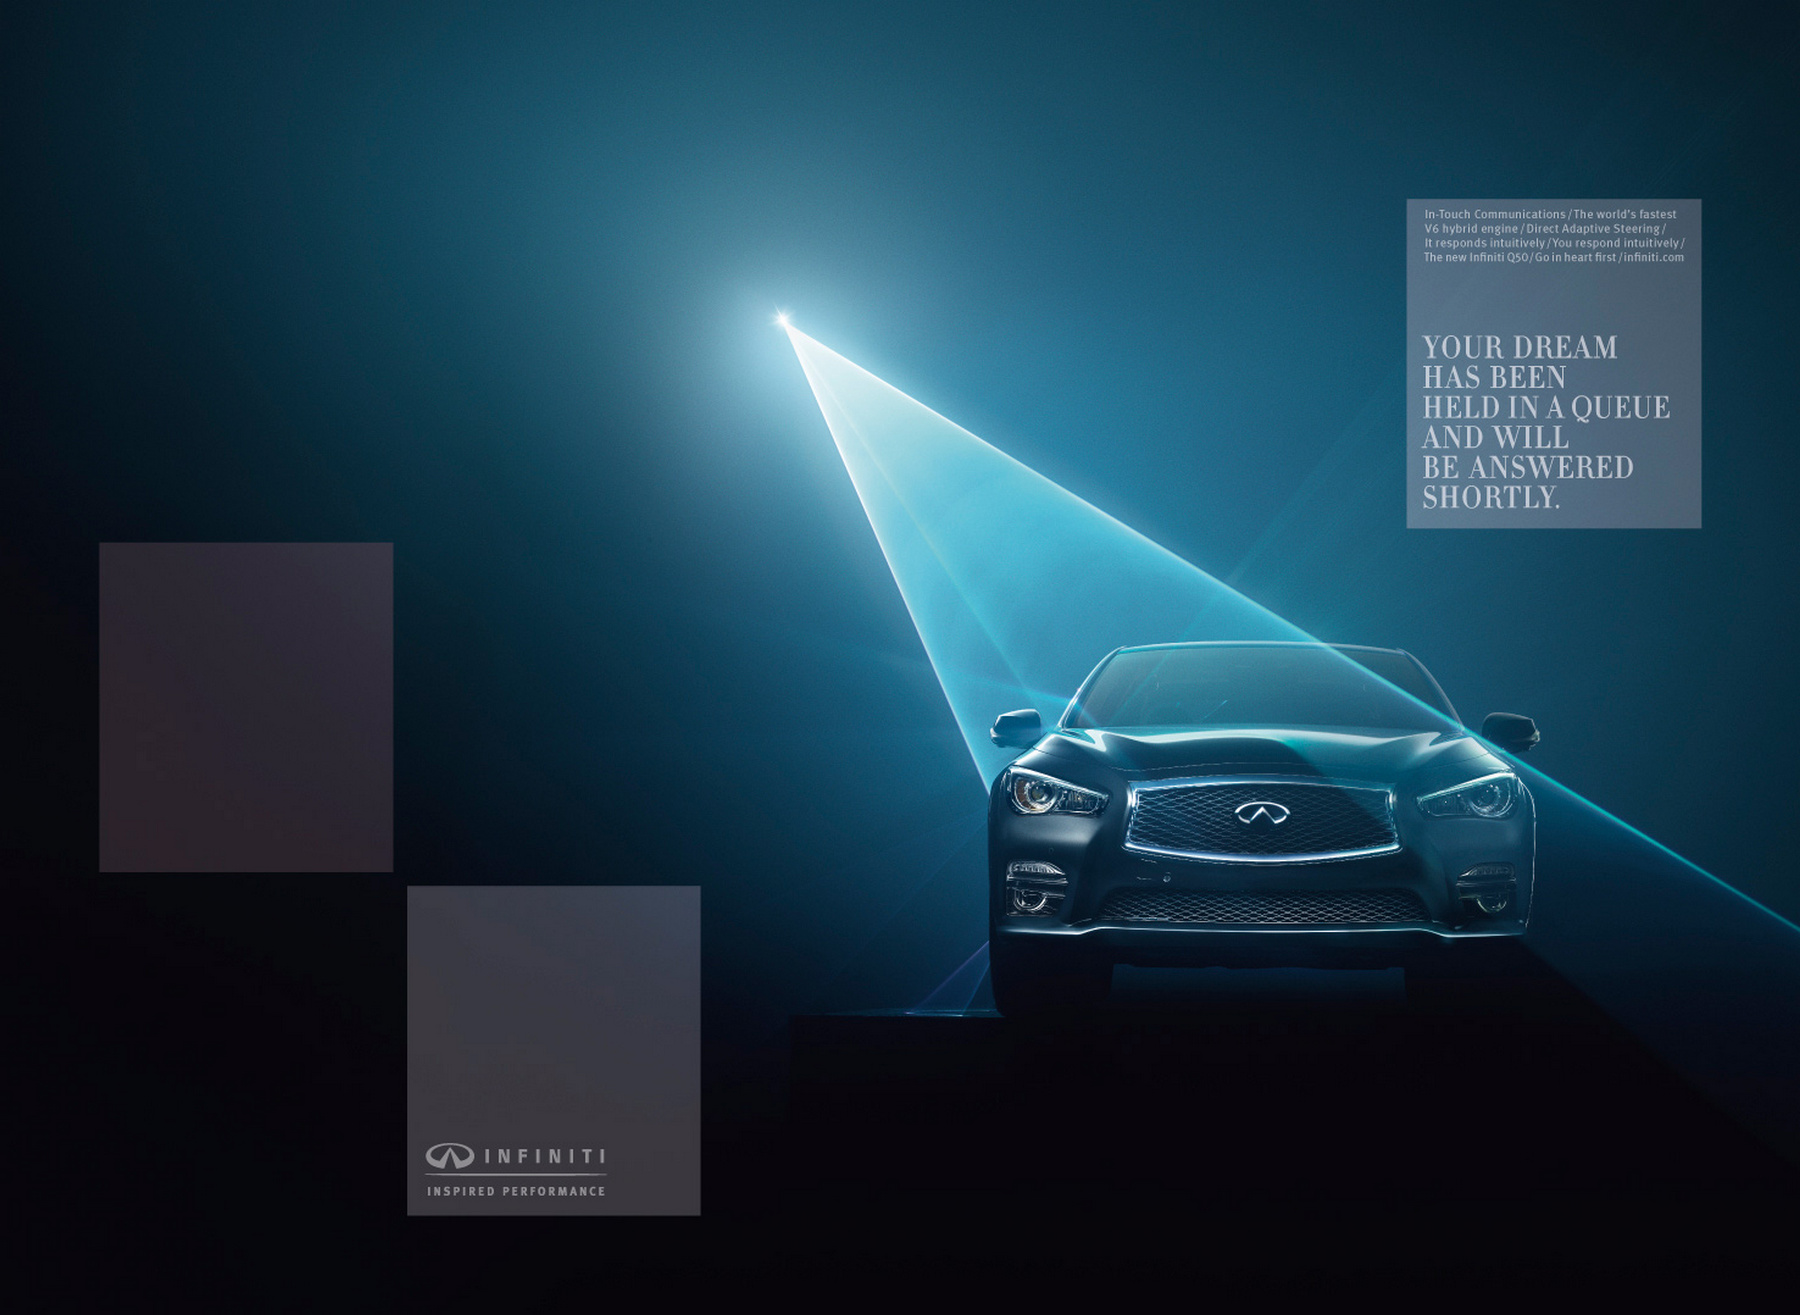 In-Touch Communications / The world's fastest
V6 hybrid engine / Direct Adaptive Steering /
It responds intuitively / You respond intuitively /
The new Infiniti Q50 / Go in heart first / infiniti.com
YOUR DREAM
HAS BEEN
HELD IN A QUEUE
AND WILL
BE ANSWERED
SHORTLY.
INFINITI
INSPIRED PERFORMANCE